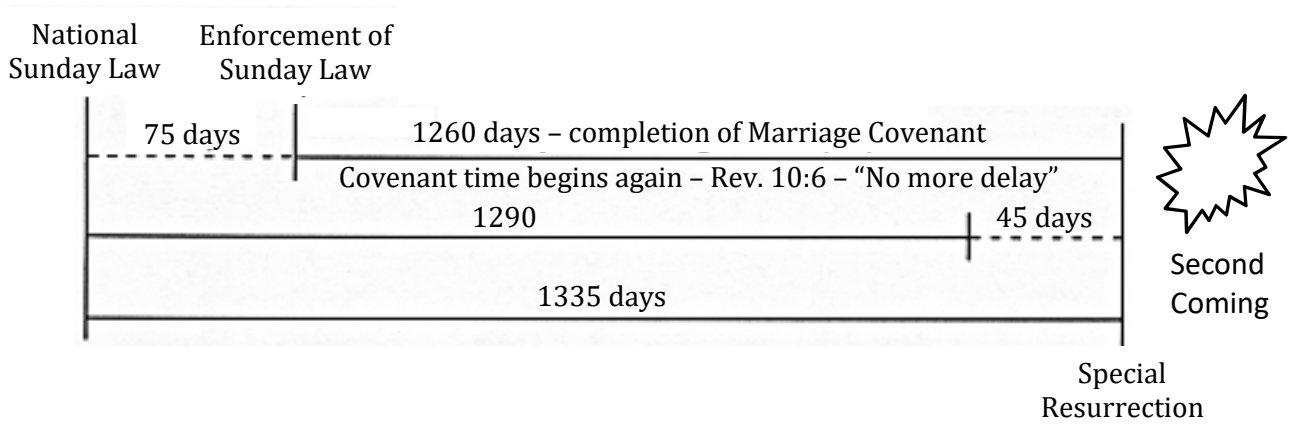 National
Sunday Law
Enforcement of
Sunday Law
75 days
1260 days – completion of Marriage Covenant
Covenant time begins again – Rev. 10:6 – “No more delay”
1290
45 days
1335 days
Second
Coming
Special
Resurrection